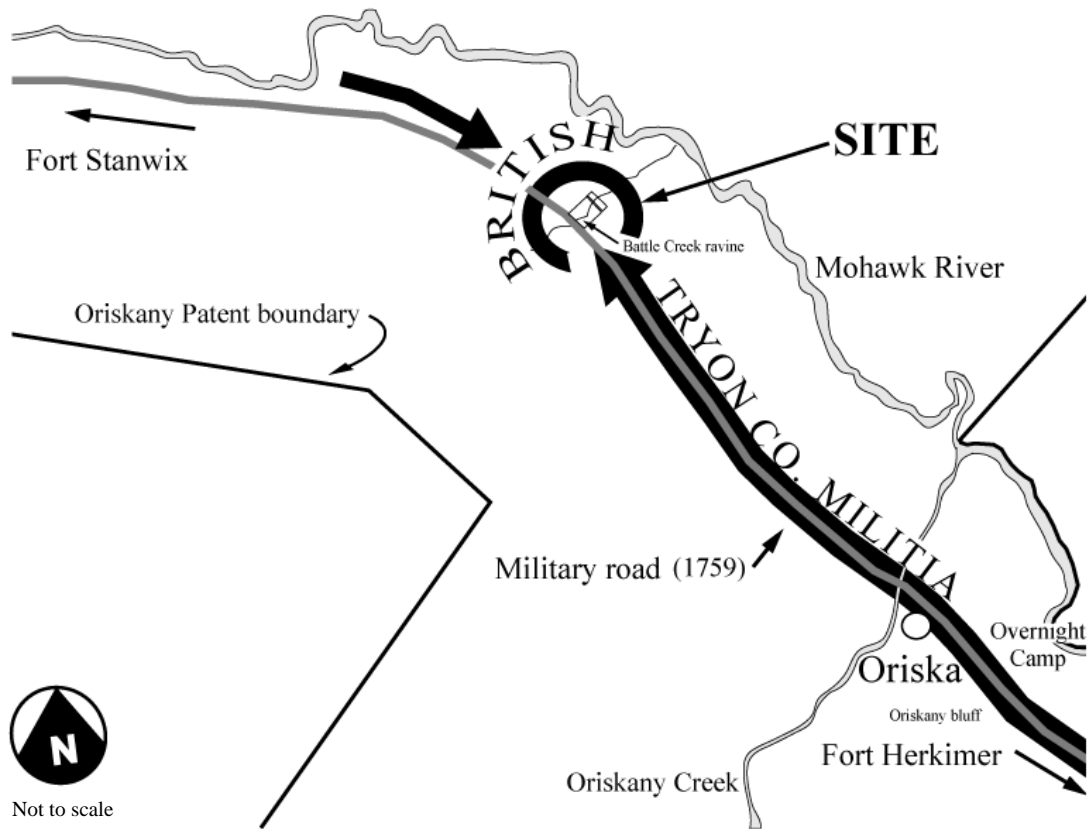 BRITISH
SITE
Fort Stanwix
Battle Creek ravine
Mohawk River
Oriskany Patent boundary
TRYON CO. MILITIA
Military road (1759)
Overnight
Camp
Oriska
Oriskany bluff
Fort Herkimer
Oriskany Creek
N
Not to scale